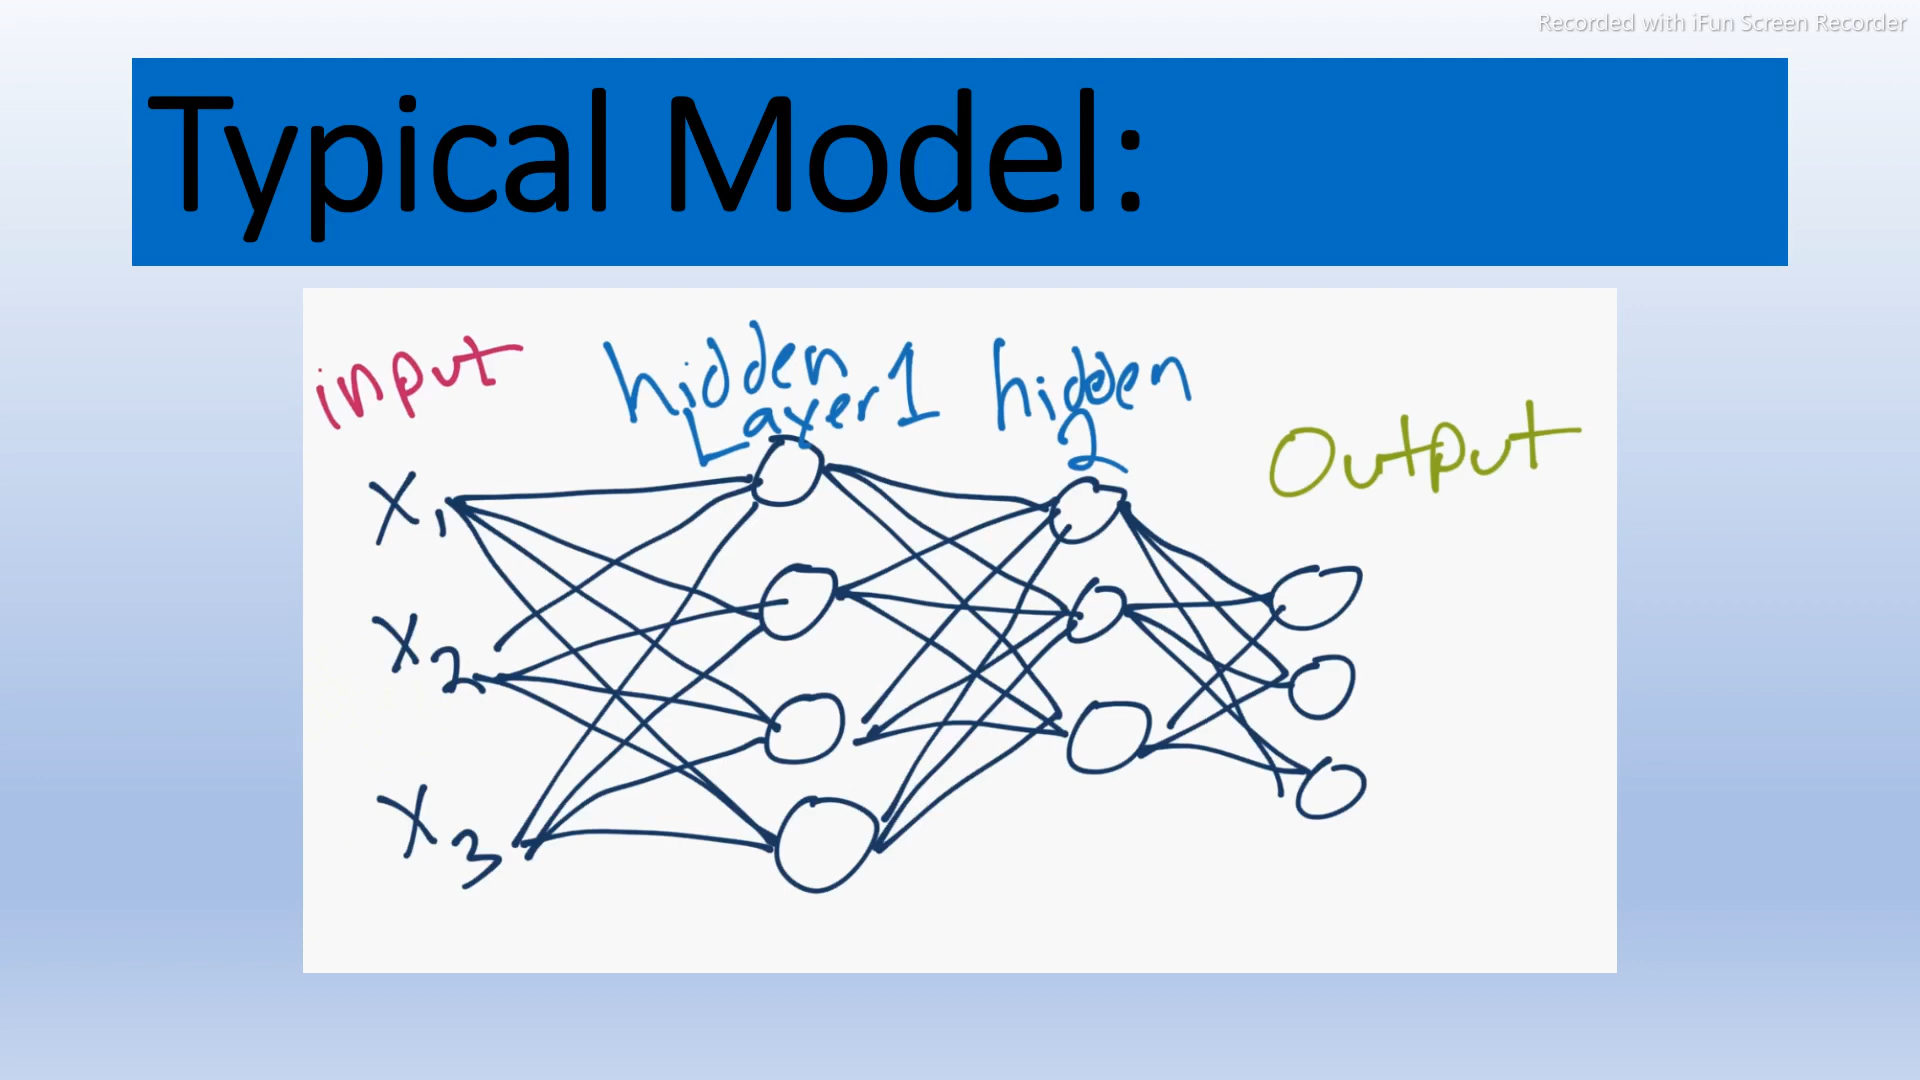 Recorded with iFun Screen Recorder
Typical Model:
input
hidden
Layer 1
hidden
2
Output
X1
X2
X3